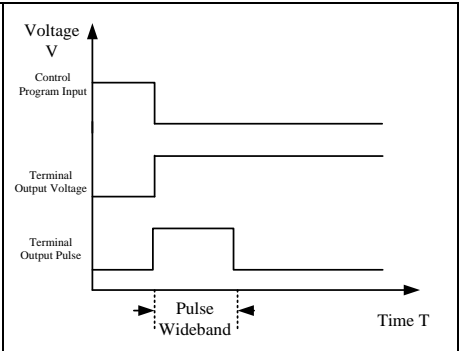 Voltage
V
Control
Program Input
Terminal
Output Voltage
Terminal
Output Pulse
Pulse
Wideband
Time T